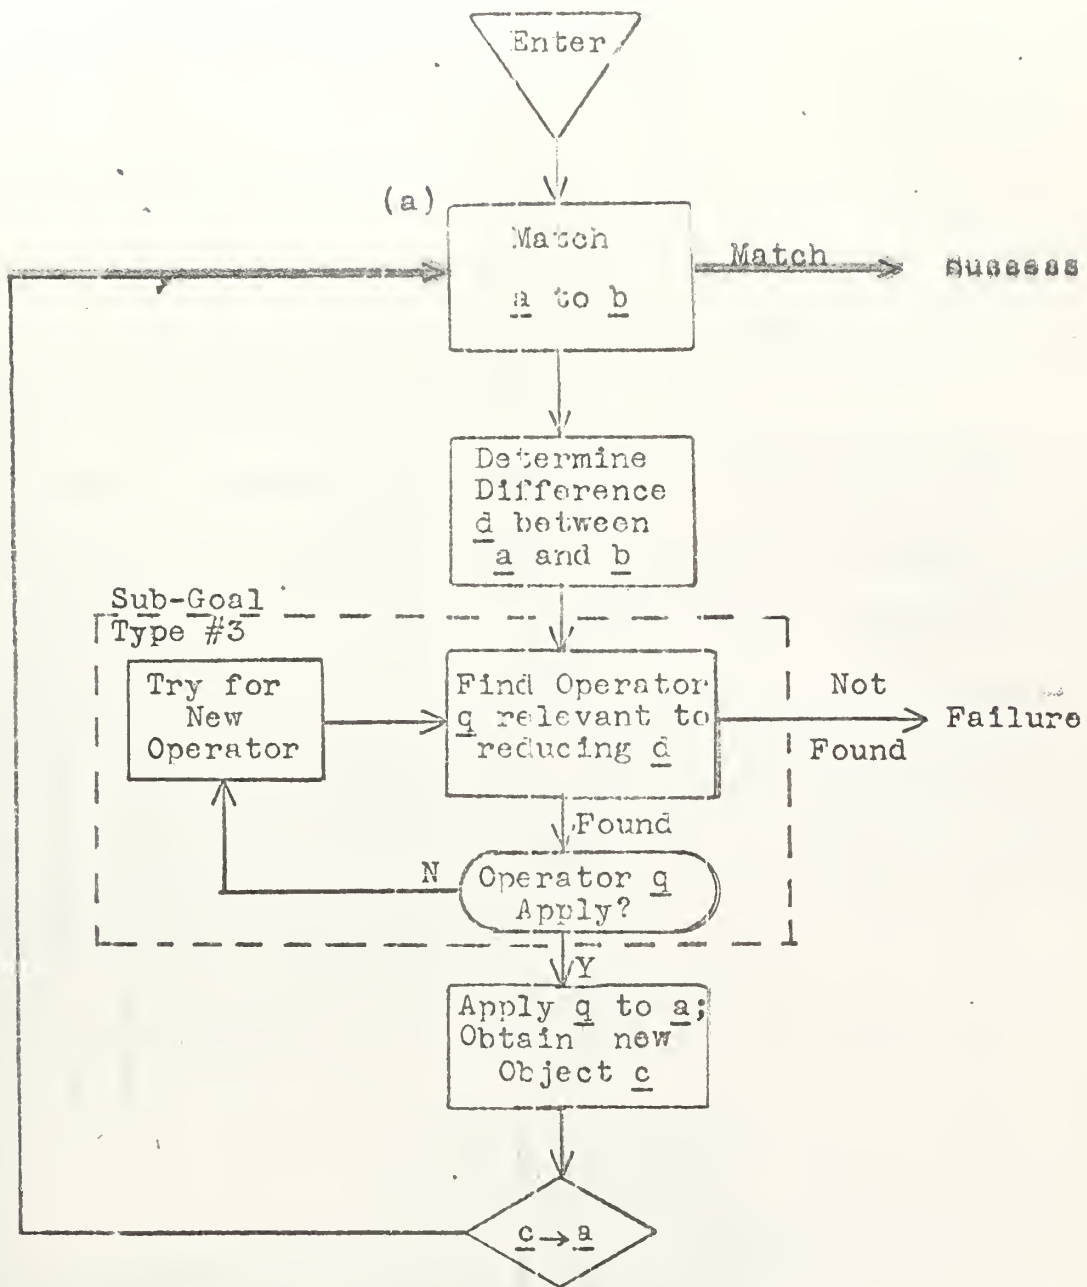 Enter
(a)
Match
a to b
Match
Success
Determine
Difference
d between
a and b
Sub-Goal
Type #3
Try for
New
Operator
Find Operator
q relevant to
reducing d
Not
Found
Failure
Found
N
Operator q
Apply?
Y
Apply q to a;
Obtain new
Object c
c → a